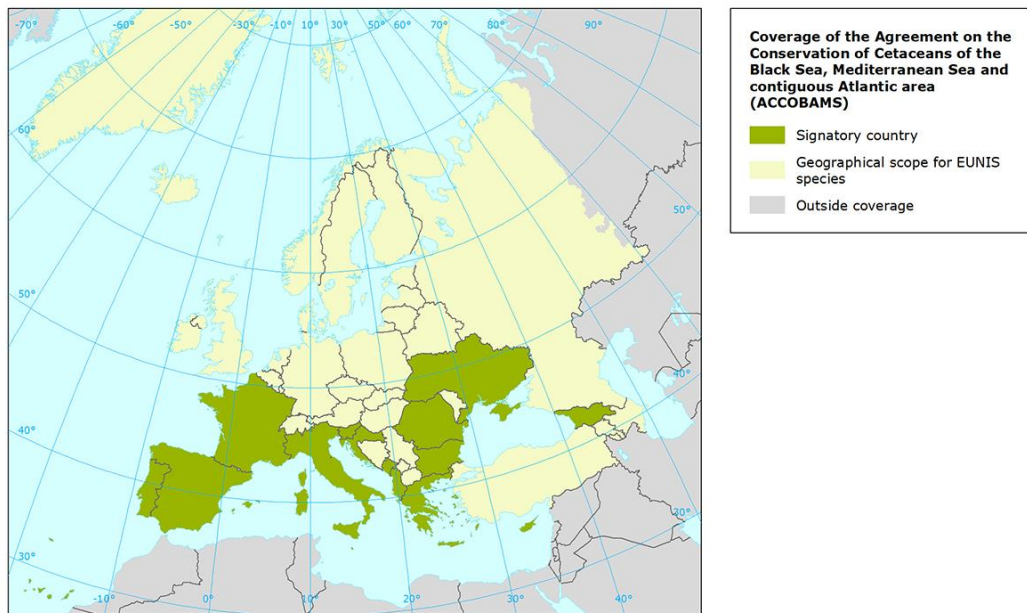 -70° -60° -50° -30° -10° 0° 10° 30° 50° 60° 70° 80° 90°
60°
50°
50°
40°
40°
30°
30°
0° 10° 20° 30° 40°
Coverage of the Agreement on the
Conservation of Cetaceans of the
Black Sea, Mediterranean Sea and
contiguous Atlantic area
(ACCOBAMS)
Signatory country
Geographical scope for EUNIS
species
Outside coverage